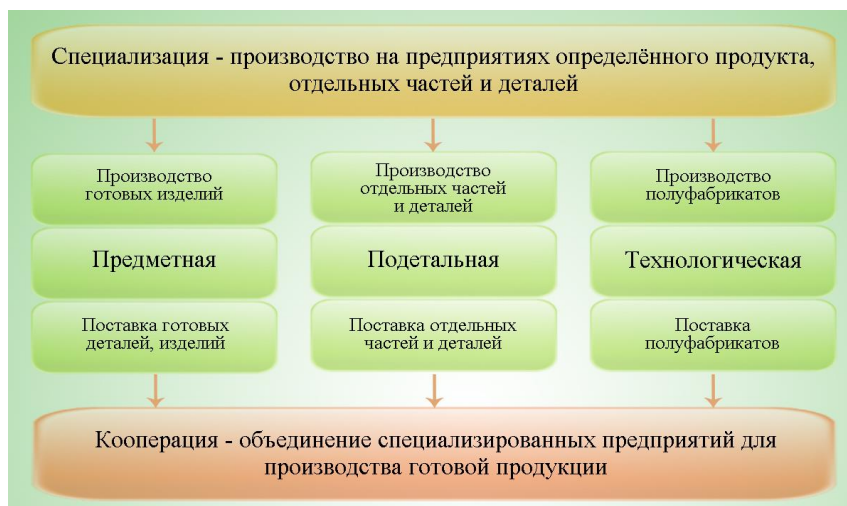 Специализация - производство на предприятиях определённого продукта,
отдельных частей и деталей
Производство
готовых изделий
Производство
отдельных частей
и деталей
Производство
полуфабрикатов
Предметная
Подетальная
Технологическая
Поставка готовых
деталей, изделий
Поставка отдельных
частей и деталей
Поставка
полуфабрикатов
Кооперация - объединение специализированных предприятий для
производства готовой продукции